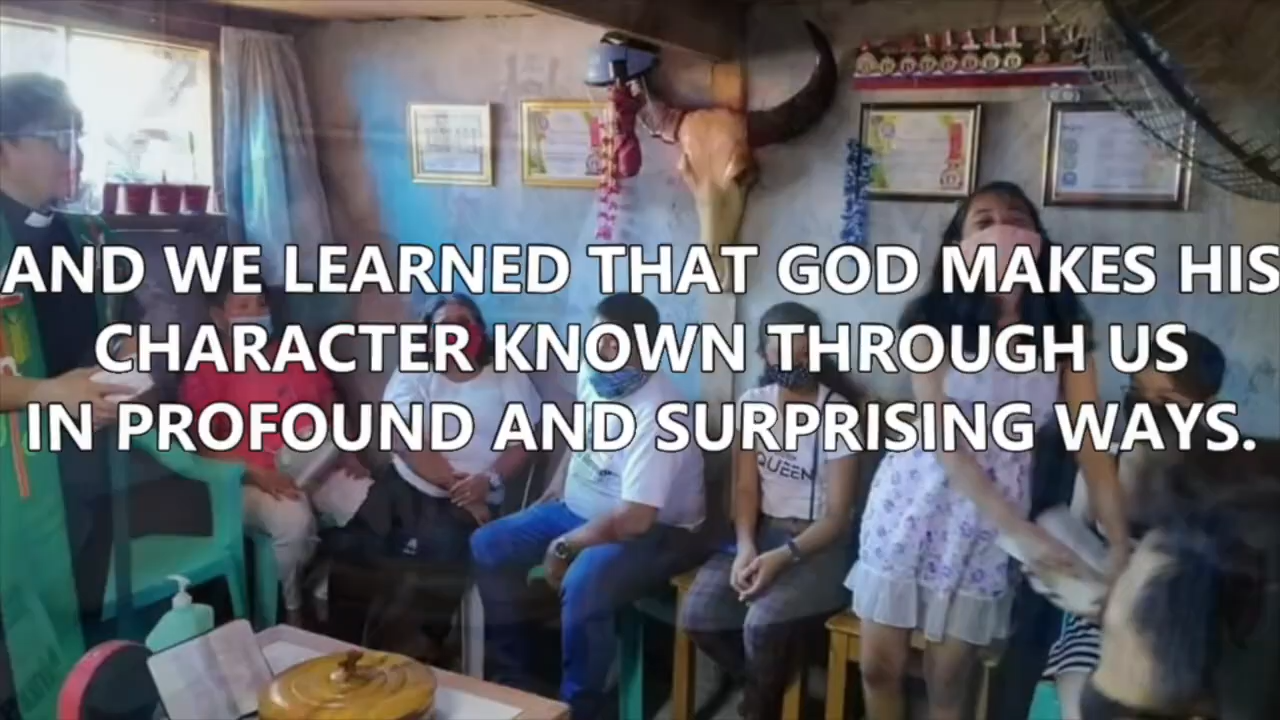 AND WE LEARNED THAT GOD MAKES HIS
CHARACTER KNOWN THROUGH US
IN PROFOUND AND SURPRISING WAYS.
QUEEN